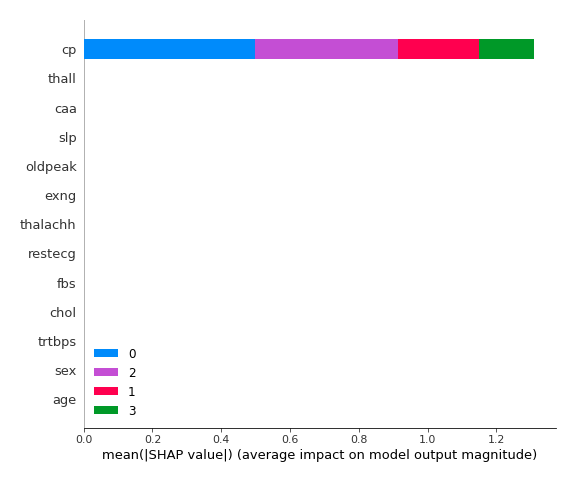 cp
thall
caa
slp
oldpeak
exng
thalachh
restecg
fbs
chol
trtbps
sex
age
0
2
1
3
0.0 0.2 0.4 0.6 0.8 1.0 1.2
mean(|SHAP value|) (average impact on model output magnitude)